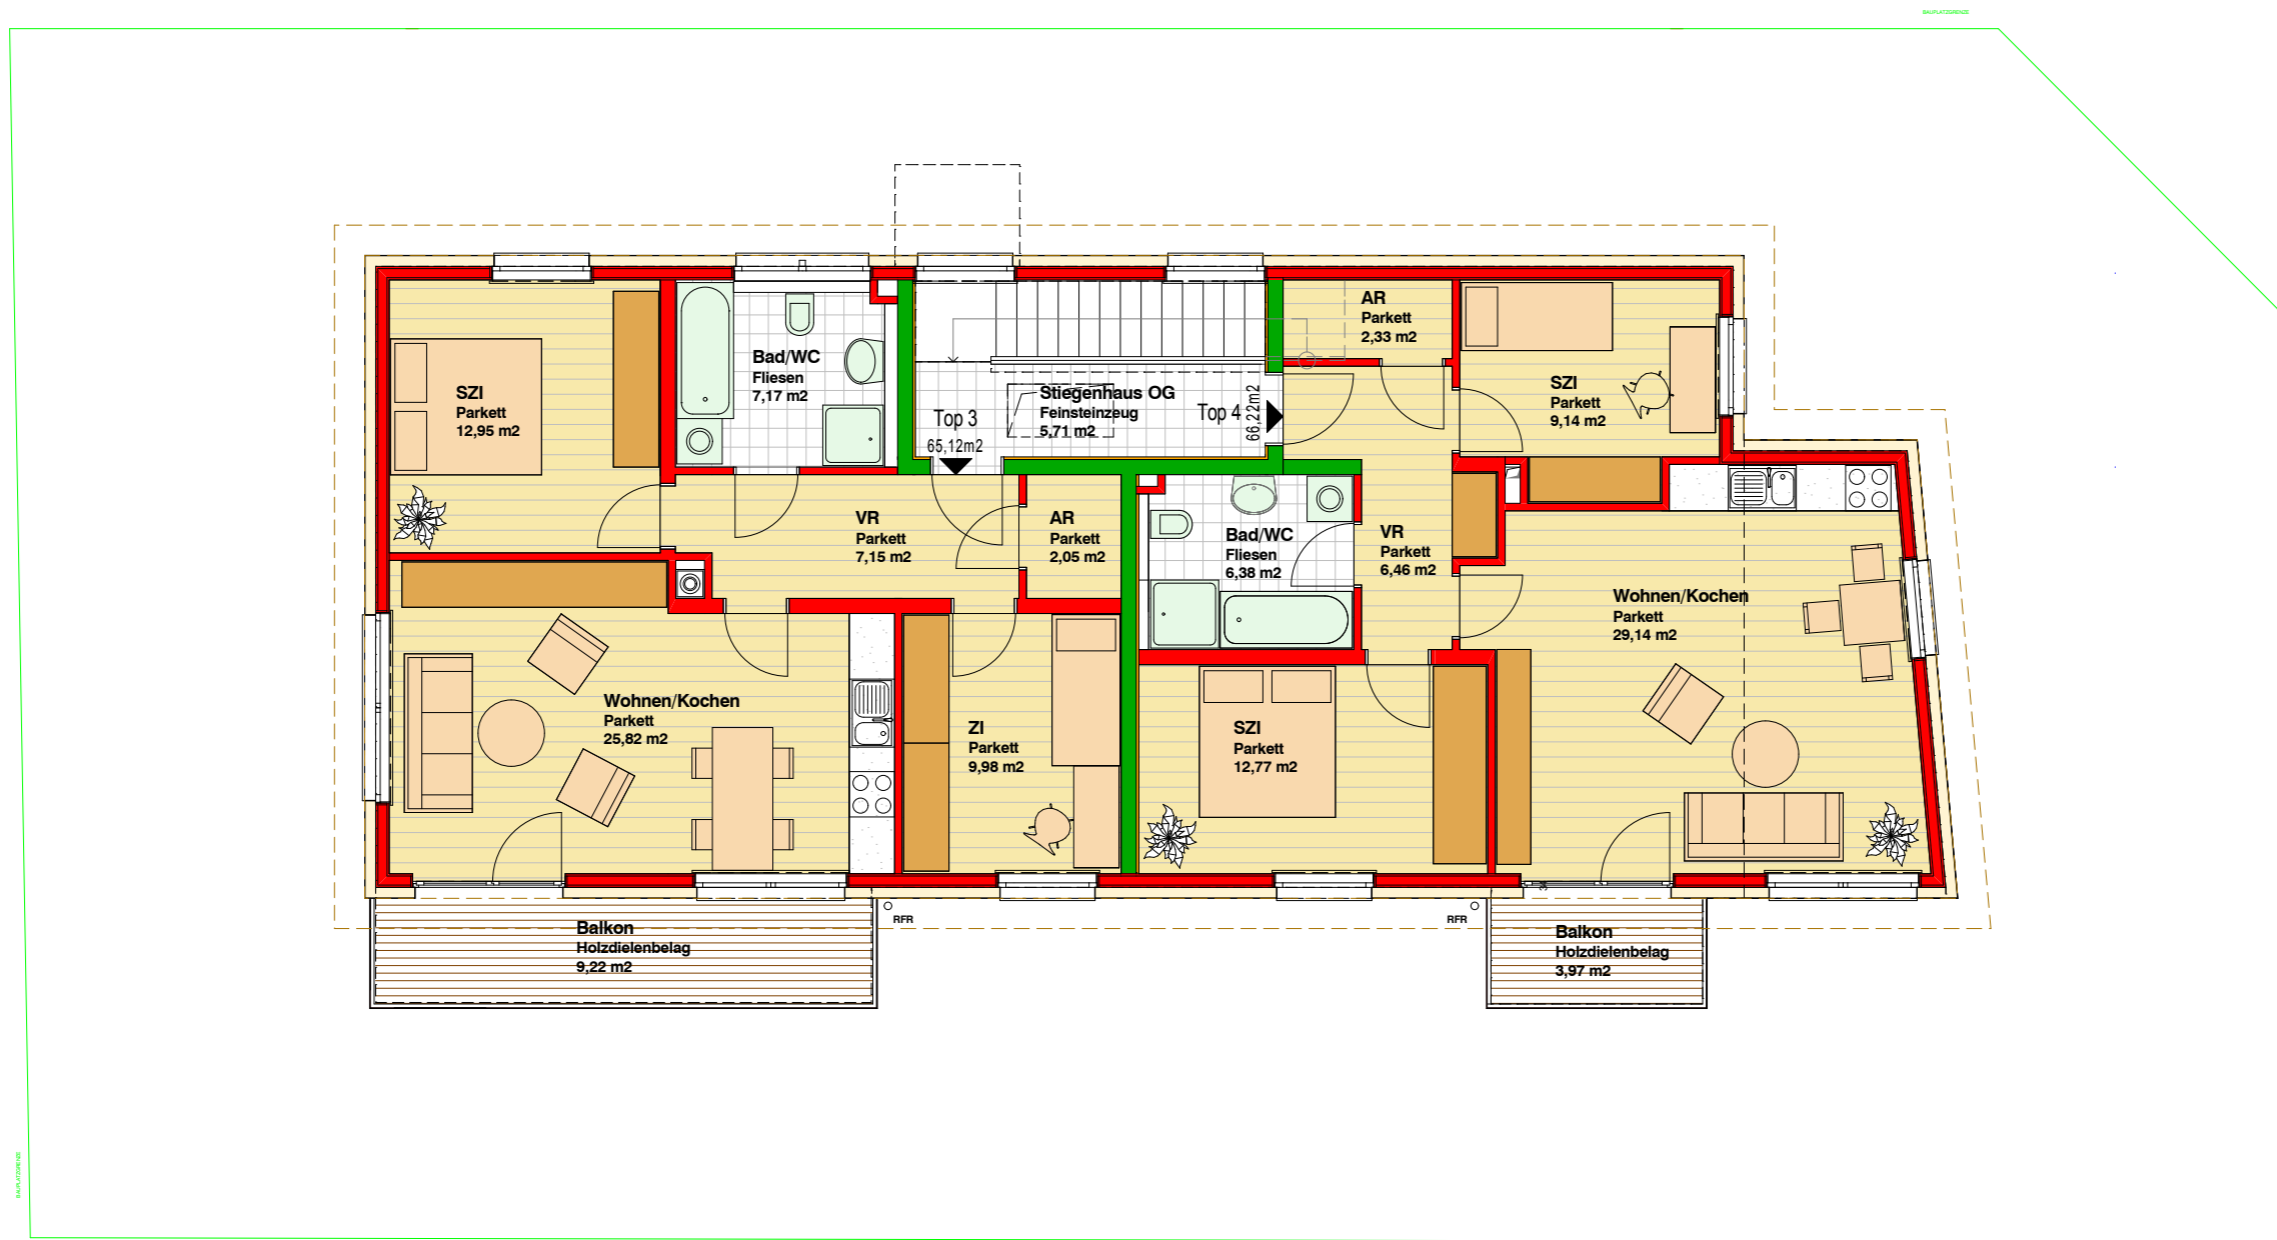 BAUPLATZGRENZE
SZI
Parkett
12,95 m2
Bad/WC
Fliesen
7,17 m2
Top 3
65,12m2
Stiegenhaus OG
Feinsteinzeug
5,71 m2
Top 4
66,22m2
AR
Parkett
2,33 m2
SZI
Parkett
9,14 m2
VR
Parkett
7,15 m2
AR
Parkett
2,05 m2
Bad/WC
Fliesen
6,38 m2
VR
Parkett
6,46 m2
Wohnen/Kochen
Parkett
29,14 m2
Wohnen/Kochen
Parkett
25,82 m2
ZI
Parkett
9,98 m2
SZI
Parkett
12,77 m2
RFR
RFR
Balkon
Holzdielenbelag
9,22 m2
Balkon
Holzdielenbelag
3,97 m2
BAUPLATZGRENZE